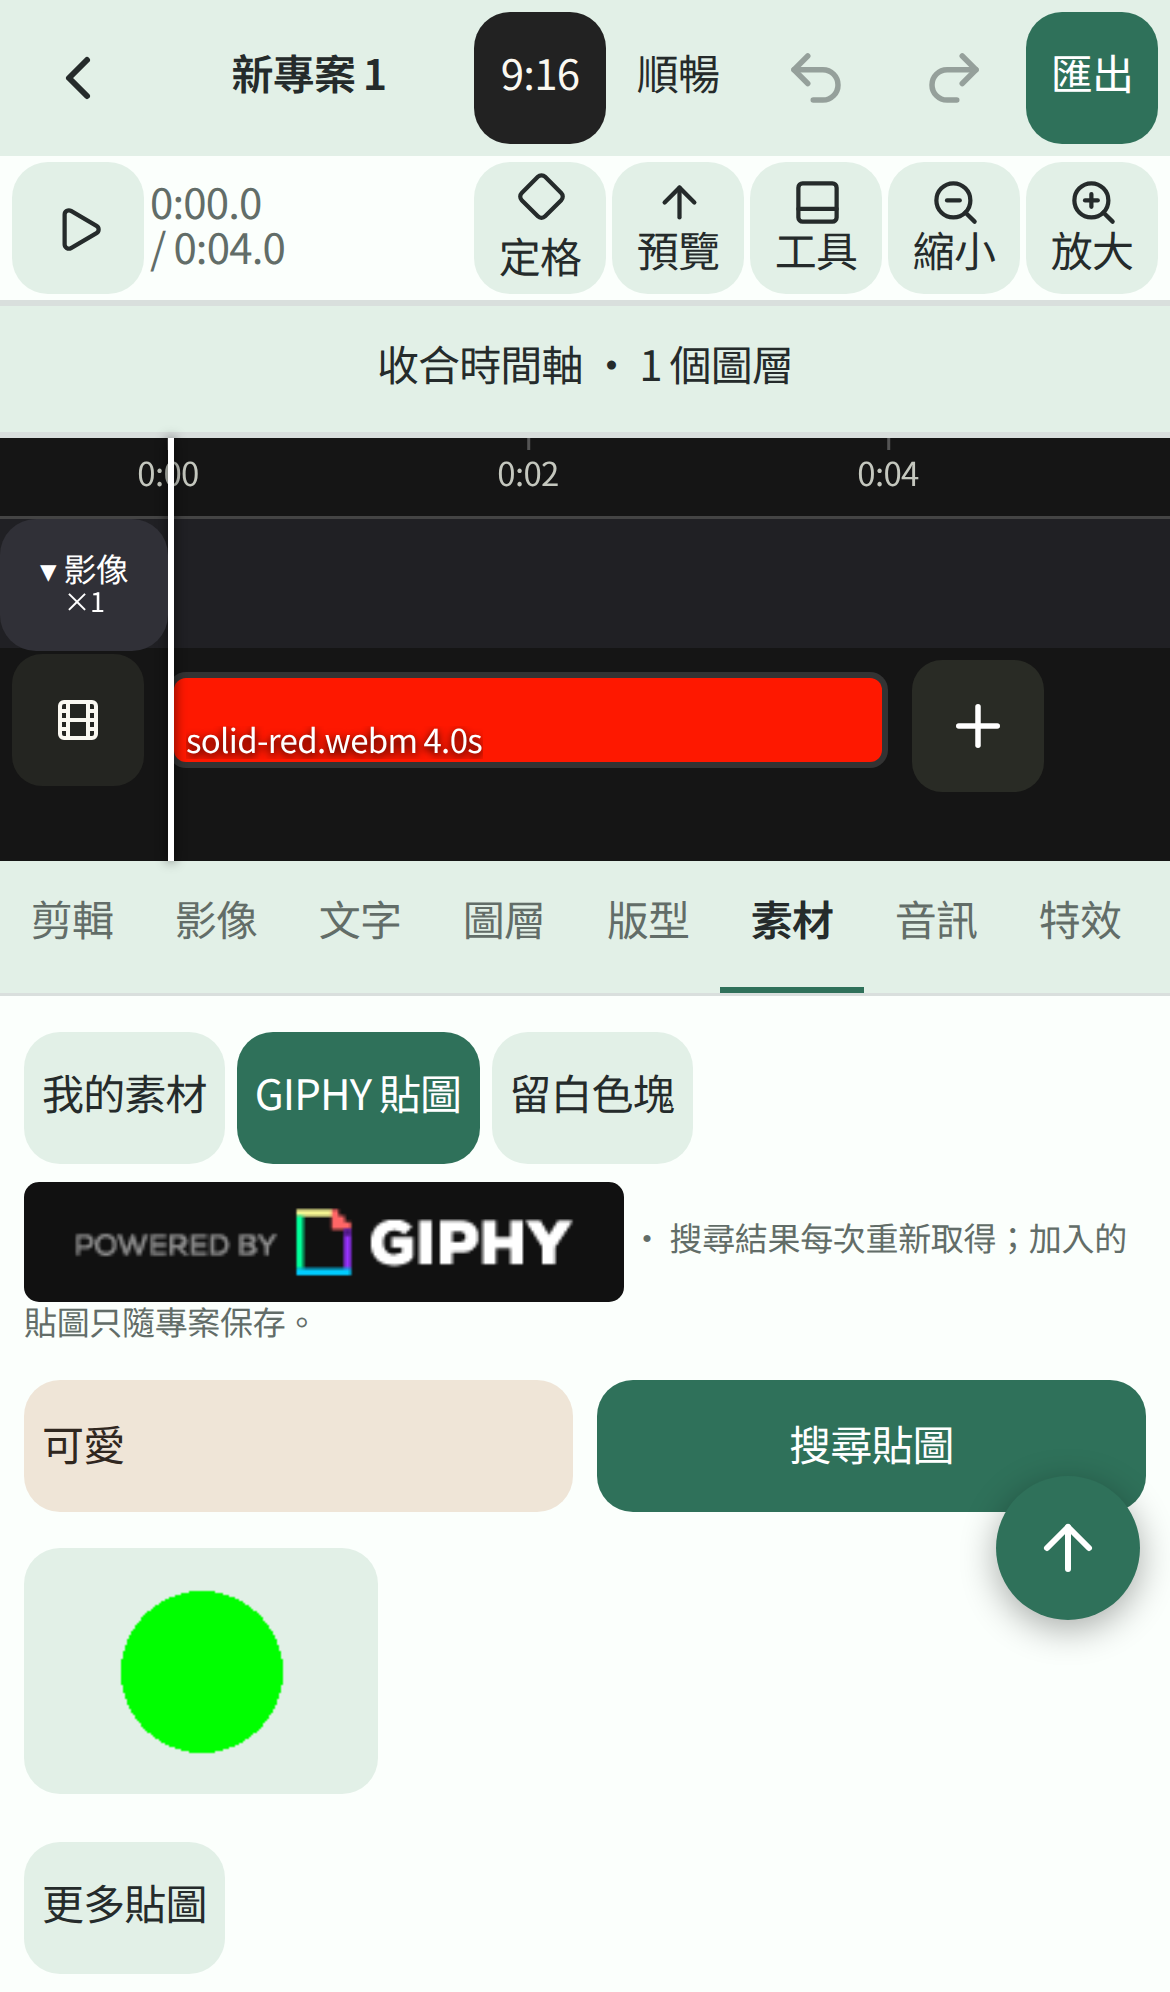 新專案 1
9:16
順暢
匯出
0:00.0
/ 0:04.0
定格
預覽
工具
縮小
放大
收合時間軸 · 1 個圖層
0:00
0:02
0:04
▾ 影像
×1
solid-red.webm 4.0s
剪輯
影像
文字
圖層
版型
素材
音訊
特效
我的素材
GIPHY 貼圖
留白色塊
POWERED BY GIPHY
· 搜尋結果每次重新取得；加入的
貼圖只隨專案保存。
可愛
搜尋貼圖
更多貼圖